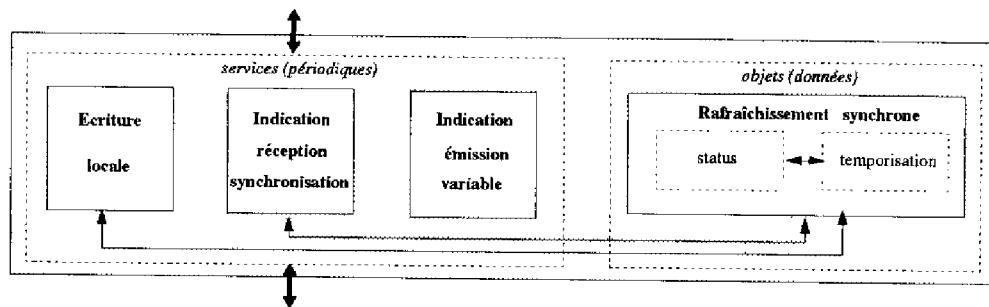 services (périodiques)
objets (données)
Ecriture
locale
Indication
réception
synchronisation
Indication
émission
variable
Rafraîchissement synchrone
status
temporisation